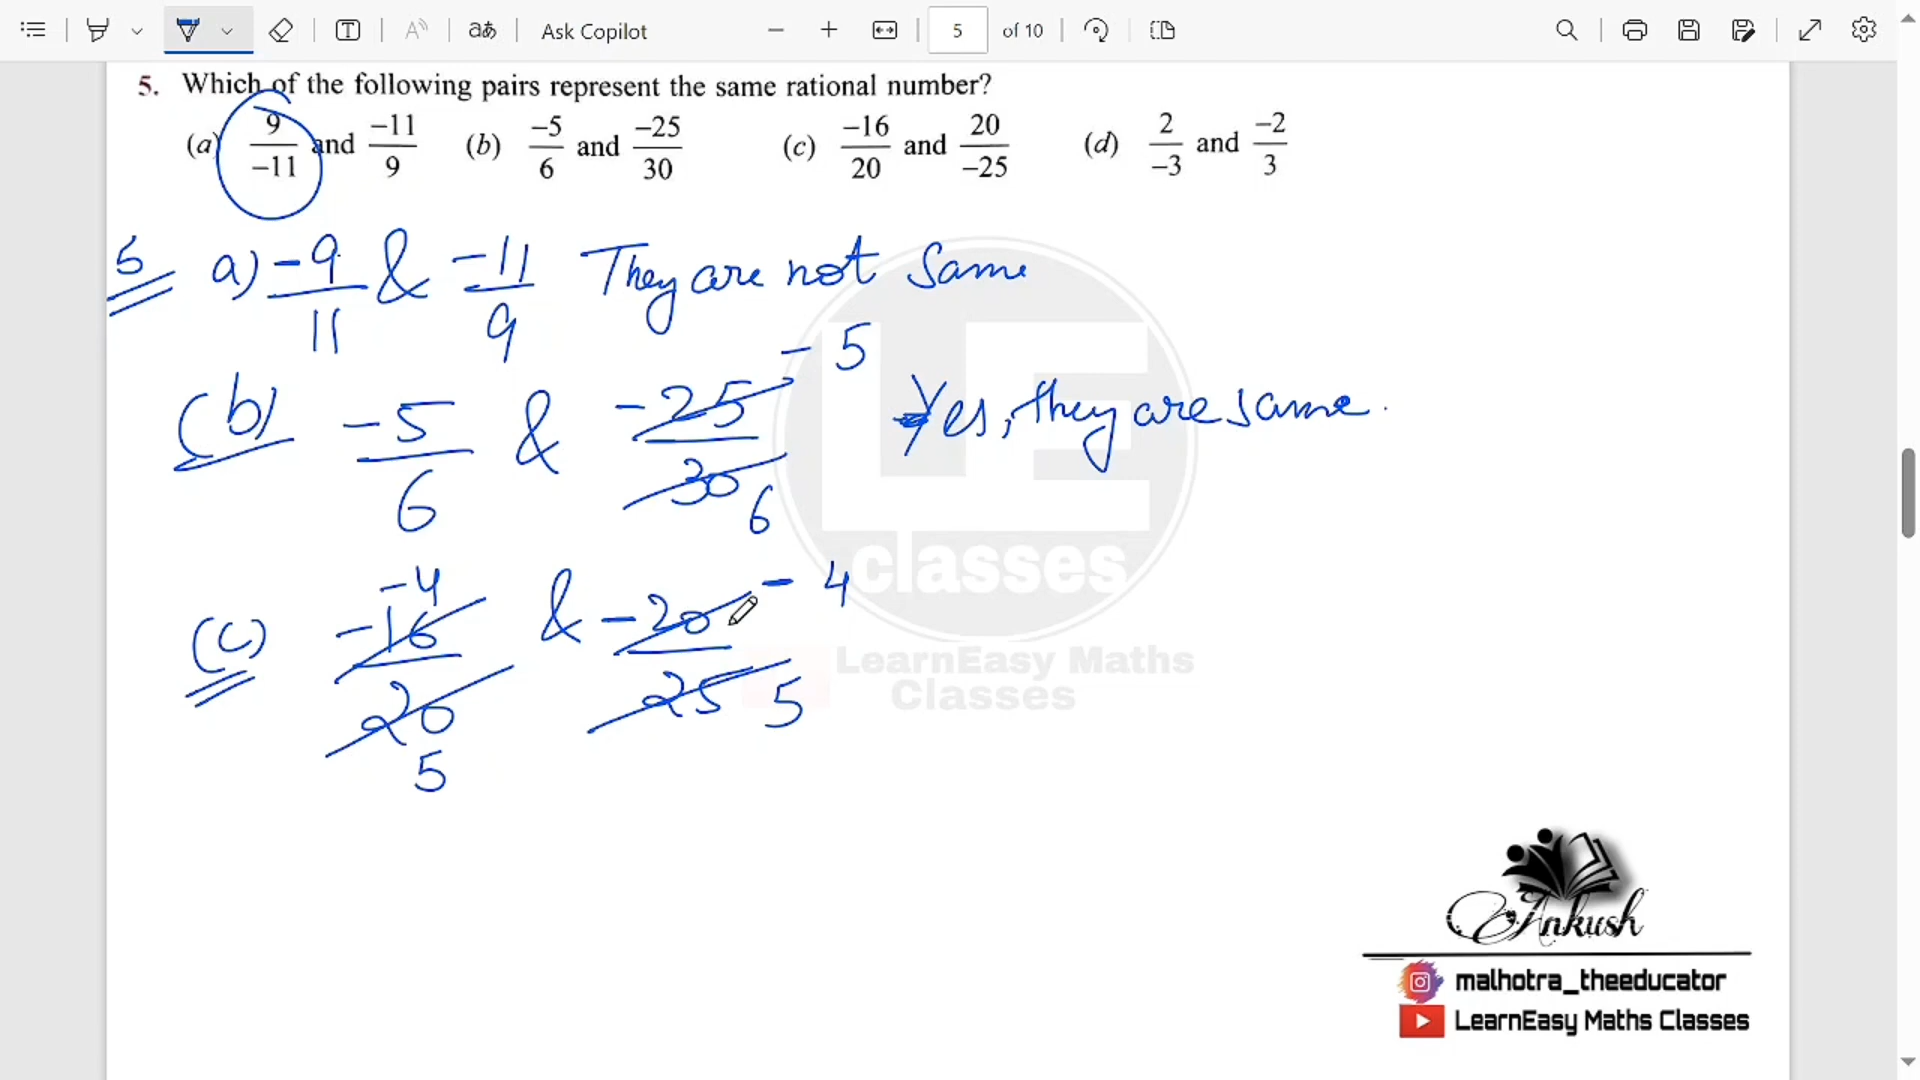 Ask Copilot 5 of 10
5. Which of the following pairs represent the same rational number?
(a) 9/-11 and -11/9 (b) -5/6 and -25/30 (c) -16/20 and 20/-25 (d) 2/-3 and -2/3
5 a) -9/11 & -11/9 They are not same
(b) -5/6 & -25/30 -5 6 Yes, they are same.
(c) -16/20 -4 5 & -20/25 -4 5
LE
classes
LearnEasy Maths
Classes
Ankush
malhotra_theeducator
LearnEasy Maths Classes